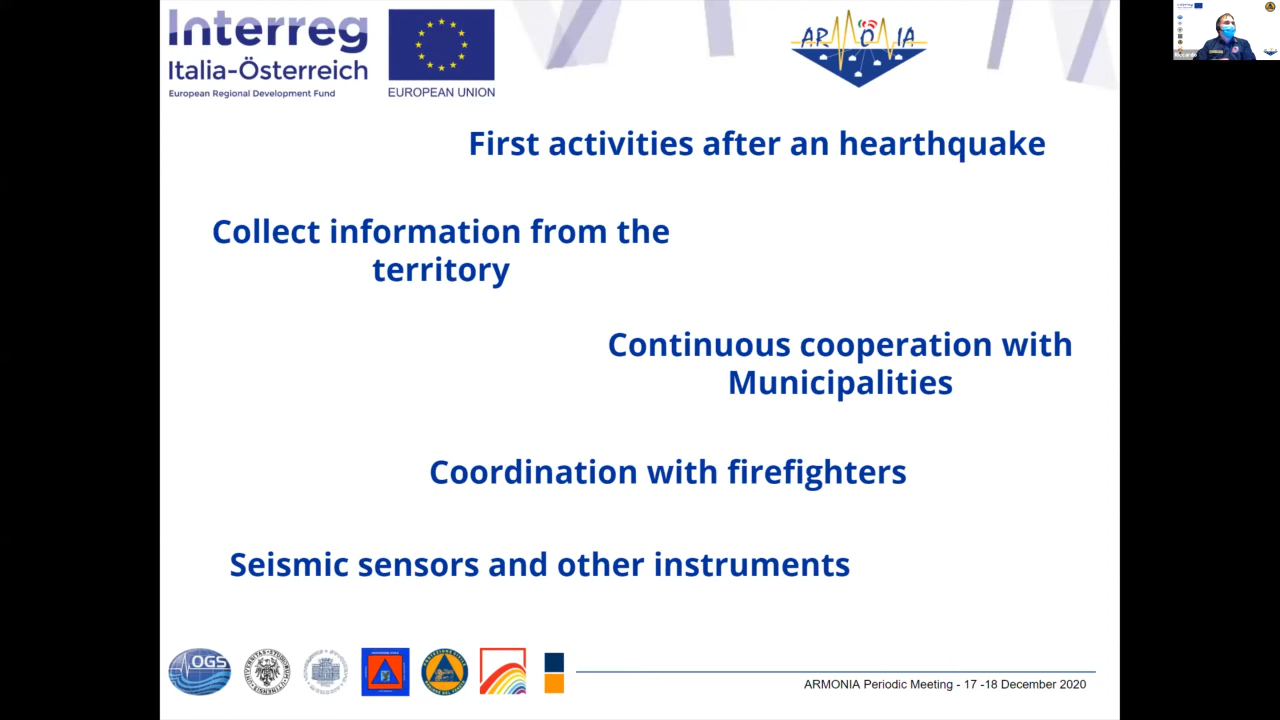 Interreg
Italia-Österreich
European Regional Development Fund
EUROPEAN UNION
ARMONIA
First activities after an hearthquake
Collect information from the
territory
Continuous cooperation with
Municipalities
Coordination with firefighters
Seismic sensors and other instruments
OGS
ARMONIA Periodic Meeting - 17 -18 December 2020